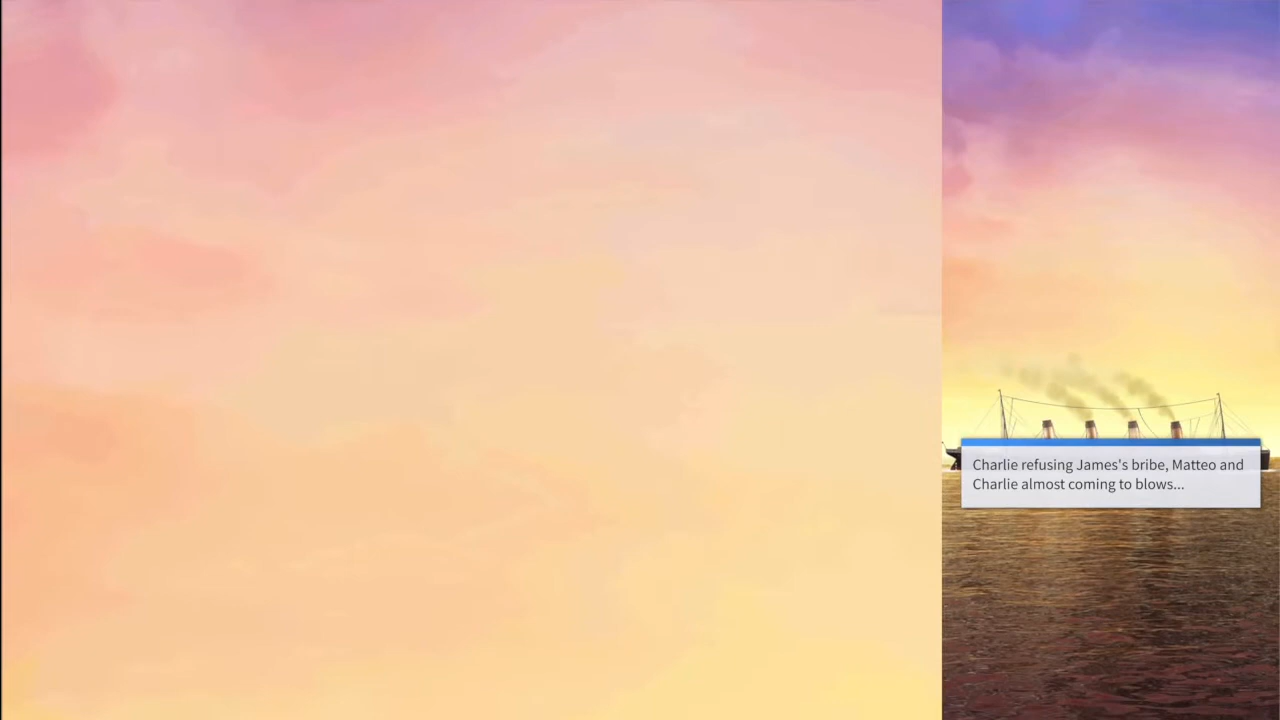 Charlie refusing James's bribe, Matteo and
Charlie almost coming to blows...